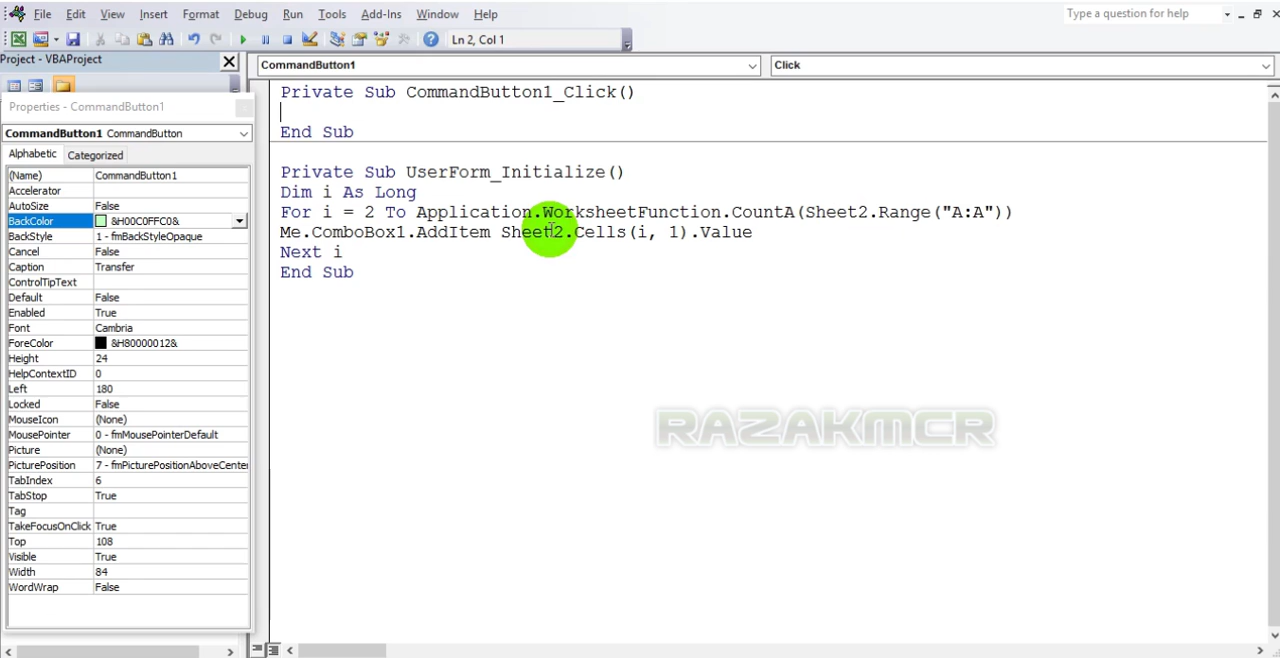 File Edit View Insert Format Debug Run Tools Add-Ins Window Help
Type a question for help
Ln 2, Col 1
Project - VBAProject
CommandButton1 Click
Properties - CommandButton1
CommandButton1 CommandButton
Alphabetic Categorized
(Name) CommandButton1
Accelerator
AutoSize False
BackColor &H00C0FFC0&
BackStyle 1 - fmBackStyleOpaque
Cancel False
Caption Transfer
ControlTipText
Default False
Enabled True
Font Cambria
ForeColor &H80000012&
Height 24
HelpContextID 0
Left 180
Locked False
MouseIcon (None)
MousePointer 0 - fmMousePointerDefault
Picture (None)
PicturePosition 7 - fmPicturePositionAboveCenter
TabIndex 6
TabStop True
Tag
TakeFocusOnClick True
Top 108
Visible True
Width 84
WordWrap False
Private Sub CommandButton1_Click()
End Sub
Private Sub UserForm_Initialize()
Dim i As Long
For i = 2 To Application.WorksheetFunction.CountA(Sheet2.Range("A:A"))
Me.ComboBox1.AddItem Sheet2.Cells(i, 1).Value
Next i
End Sub
RAZAKMCR